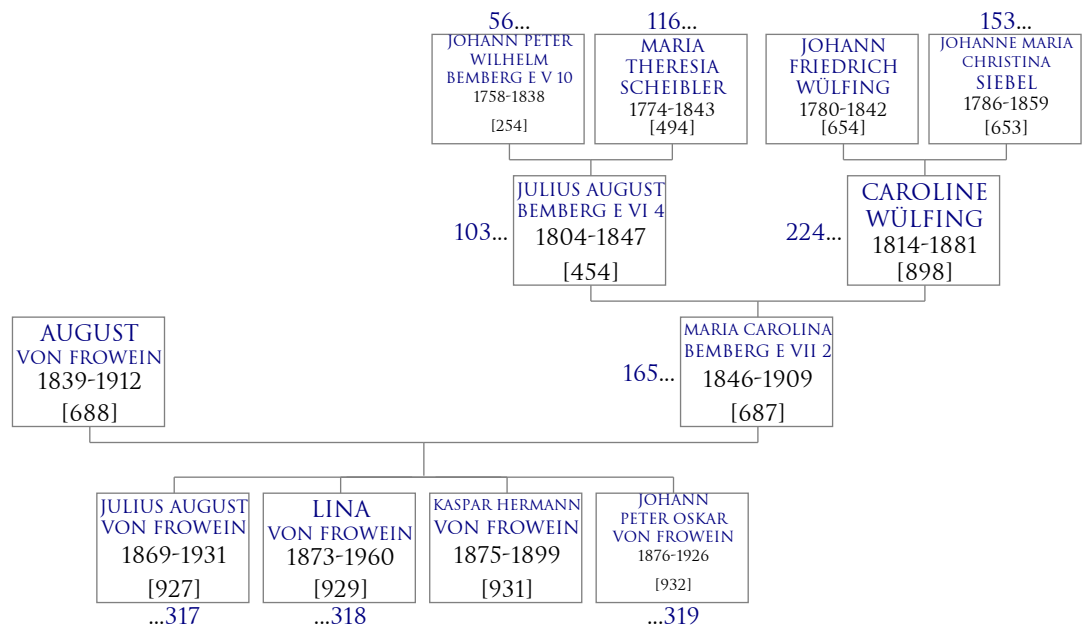 56...
JOHANN PETER
WILHELM
BEMBERG E V 10
1758-1838
[254]
116...
MARIA
THERESIA
SCHEIBLER
1774-1843
[494]
JOHANN
FRIEDRICH
WÜLFING
1780-1842
[654]
153...
JOHANNE MARIA
CHRISTINA
SIEBEL
1786-1859
[653]
103...
JULIUS AUGUST
BEMBERG E VI 4
1804-1847
[454]
224...
CAROLINE
WÜLFING
1814-1881
[898]
AUGUST
VON FROWEIN
1839-1912
[688]
165...
MARIA CAROLINA
BEMBERG E VII 2
1846-1909
[687]
JULIUS AUGUST
VON FROWEIN
1869-1931
[927]
...317
LINA
VON FROWEIN
1873-1960
[929]
...318
KASPAR HERMANN
VON FROWEIN
1875-1899
[931]
JOHANN
PETER OSKAR
VON FROWEIN
1876-1926
[932]
...319